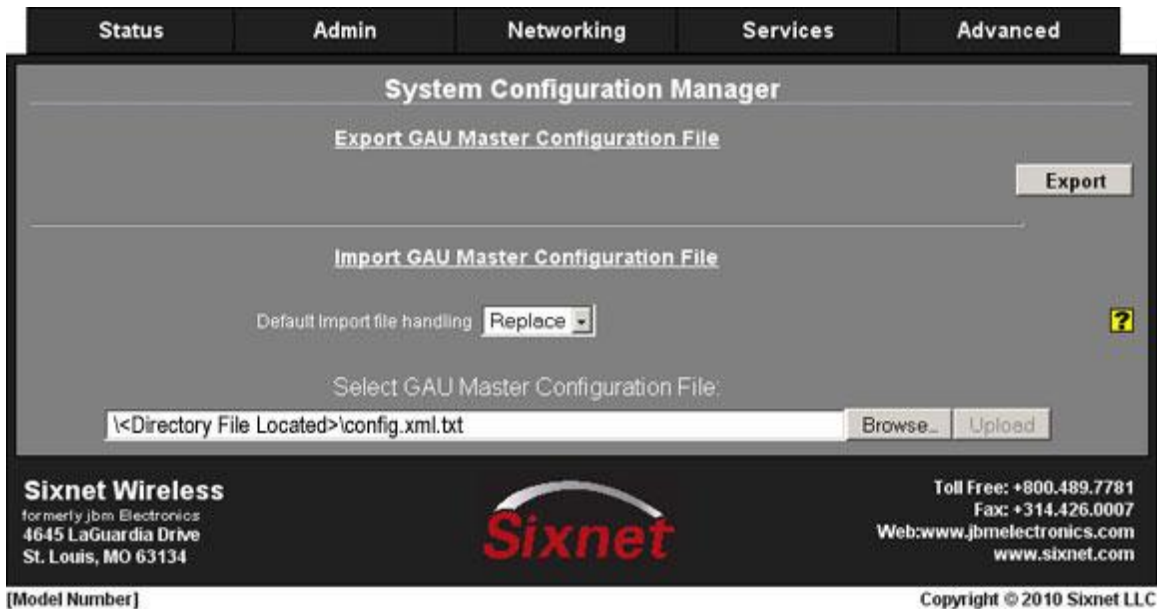 Status Admin Networking Services Advanced
System Configuration Manager
Export GAU Master Configuration File
Export
Import GAU Master Configuration File
Default Import file handling Replace
?
Select GAU Master Configuration File:
\<Directory File Located>\config.xml.txt Browse... Upload
Sixnet Wireless
formerly jbm Electronics
4645 LaGuardia Drive
St. Louis, MO 63134
Sixnet
Toll Free: +800.489.7781
Fax: +314.426.0007
Web:www.jbmelectronics.com
www.sixnet.com
[Model Number] Copyright © 2010 Sixnet LLC